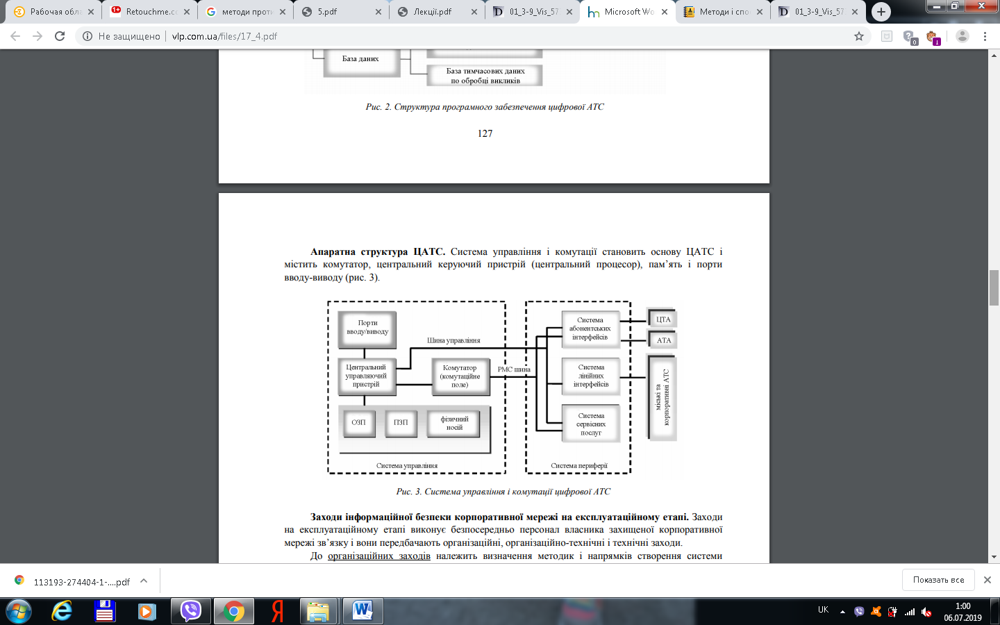 Рабочая обла
Retouchme.co
методи проти
5.pdf
Лекції.pdf
01_3-9_Vis_57
Microsoft Wo
Методи і спо
01_3-9_Vis_57
Не защищено
vlp.com.ua/files/17_4.pdf
0
1
База даних
База тимчасових даних
по обробці викликів
Рис. 2. Структура програмного забезпечення цифрової АТС
127
Апаратна структура ЦАТС. Система управління і комутації становить основу ЦАТС і
містить комутатор, центральний керуючий пристрій (центральний процесор), пам'ять і порти
вводу-виводу (рис. 3).
Порти
вводу/виводу
Шина управління
Центральний
управляючий
пристрій
Комутатор
(комутаційне
поле)
РМС шина
ОЗП
ПЗП
фізичний
носій
Система управління
Система
абонентських
інтерфейсів
Система
лінійних
інтерфейсів
Система
сервісних
послуг
Система периферії
ЦТА
АТА
міські та
корпоративні АТС
Рис. 3. Система управління і комутації цифрової АТС
Заходи інформаційної безпеки корпоративної мережі на експлуатаційному етапі. Заходи
на експлуатаційному етапі виконує безпосередньо персонал власника захищеної корпоративної
мережі зв'язку і вони передбачають організаційні, організаційно-технічні і технічні заходи.
До організаційних заходів належить визначення методик і напрямків створення системи
113193-274404-1-....pdf
Показать все
UK
1:00
06.07.2019